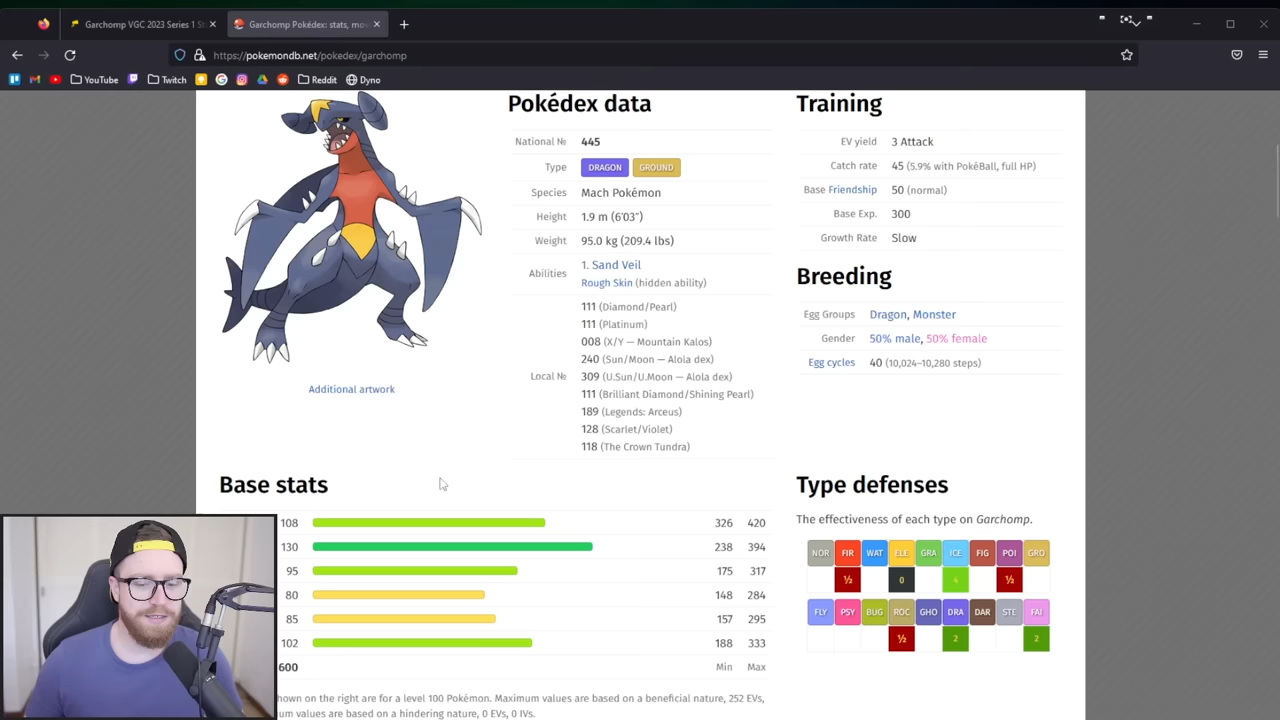 Garchomp VGC 2023 Series 1 St
Garchomp Pokédex: stats, mov
https://pokemondb.net/pokedex/garchomp
YouTube
Twitch
Reddit
Dyno
Pokédex data
National № 445
Type DRAGON GROUND
Species Mach Pokémon
Height 1.9 m (6′03″)
Weight 95.0 kg (209.4 lbs)
Abilities 1. Sand Veil
Rough Skin (hidden ability)
Local № 111 (Diamond/Pearl)
111 (Platinum)
008 (X/Y — Mountain Kalos)
240 (Sun/Moon — Alola dex)
309 (U.Sun/U.Moon — Alola dex)
111 (Brilliant Diamond/Shining Pearl)
189 (Legends: Arceus)
128 (Scarlet/Violet)
118 (The Crown Tundra)
Training
EV yield 3 Attack
Catch rate 45 (5.9% with PokéBall, full HP)
Base Friendship 50 (normal)
Base Exp. 300
Growth Rate Slow
Breeding
Egg Groups Dragon, Monster
Gender 50% male, 50% female
Egg cycles 40 (10,024–10,280 steps)
Additional artwork
Base stats
108 326 420
130 238 394
95 175 317
80 148 284
85 157 295
102 188 333
600 Min Max
hown on the right are for a level 100 Pokémon. Maximum values are based on a beneficial nature, 252 EVs,
um values are based on a hindering nature, 0 EVs, 0 IVs.
Type defenses
The effectiveness of each type on Garchomp.
NOR FIR WAT ELE GRA ICE FIG POI GRO
½ 0 4 ½
FLY PSY BUG ROC GHO DRA DAR STE FAI
½ 2 2